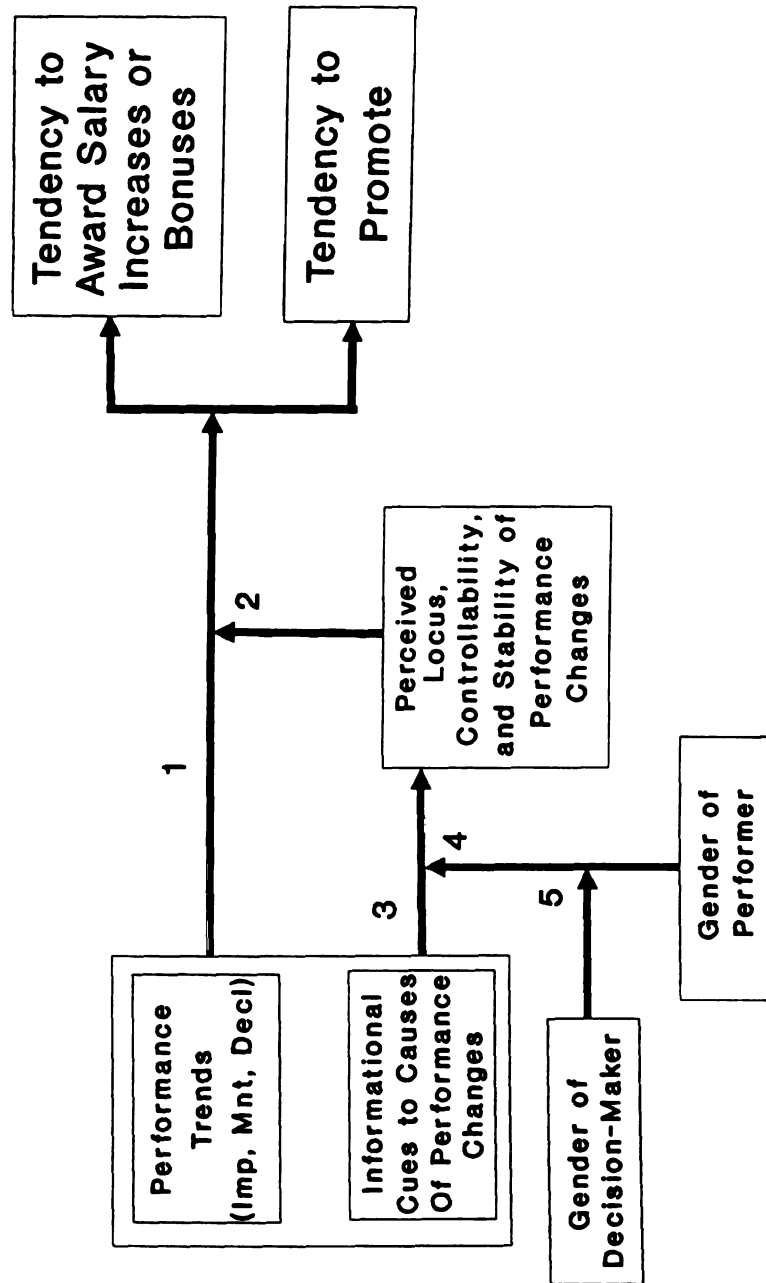 Performance
Trends
(Imp, Mnt, Decl)
Informational
Cues to Causes
Of Performance
Changes
Gender of
Decision-Maker
Gender of
Performer
1
2
3
4
5
Perceived
Locus,
Controllability,
and Stability of
Performance
Changes
Tendency to
Award Salary
Increases or
Bonuses
Tendency to
Promote